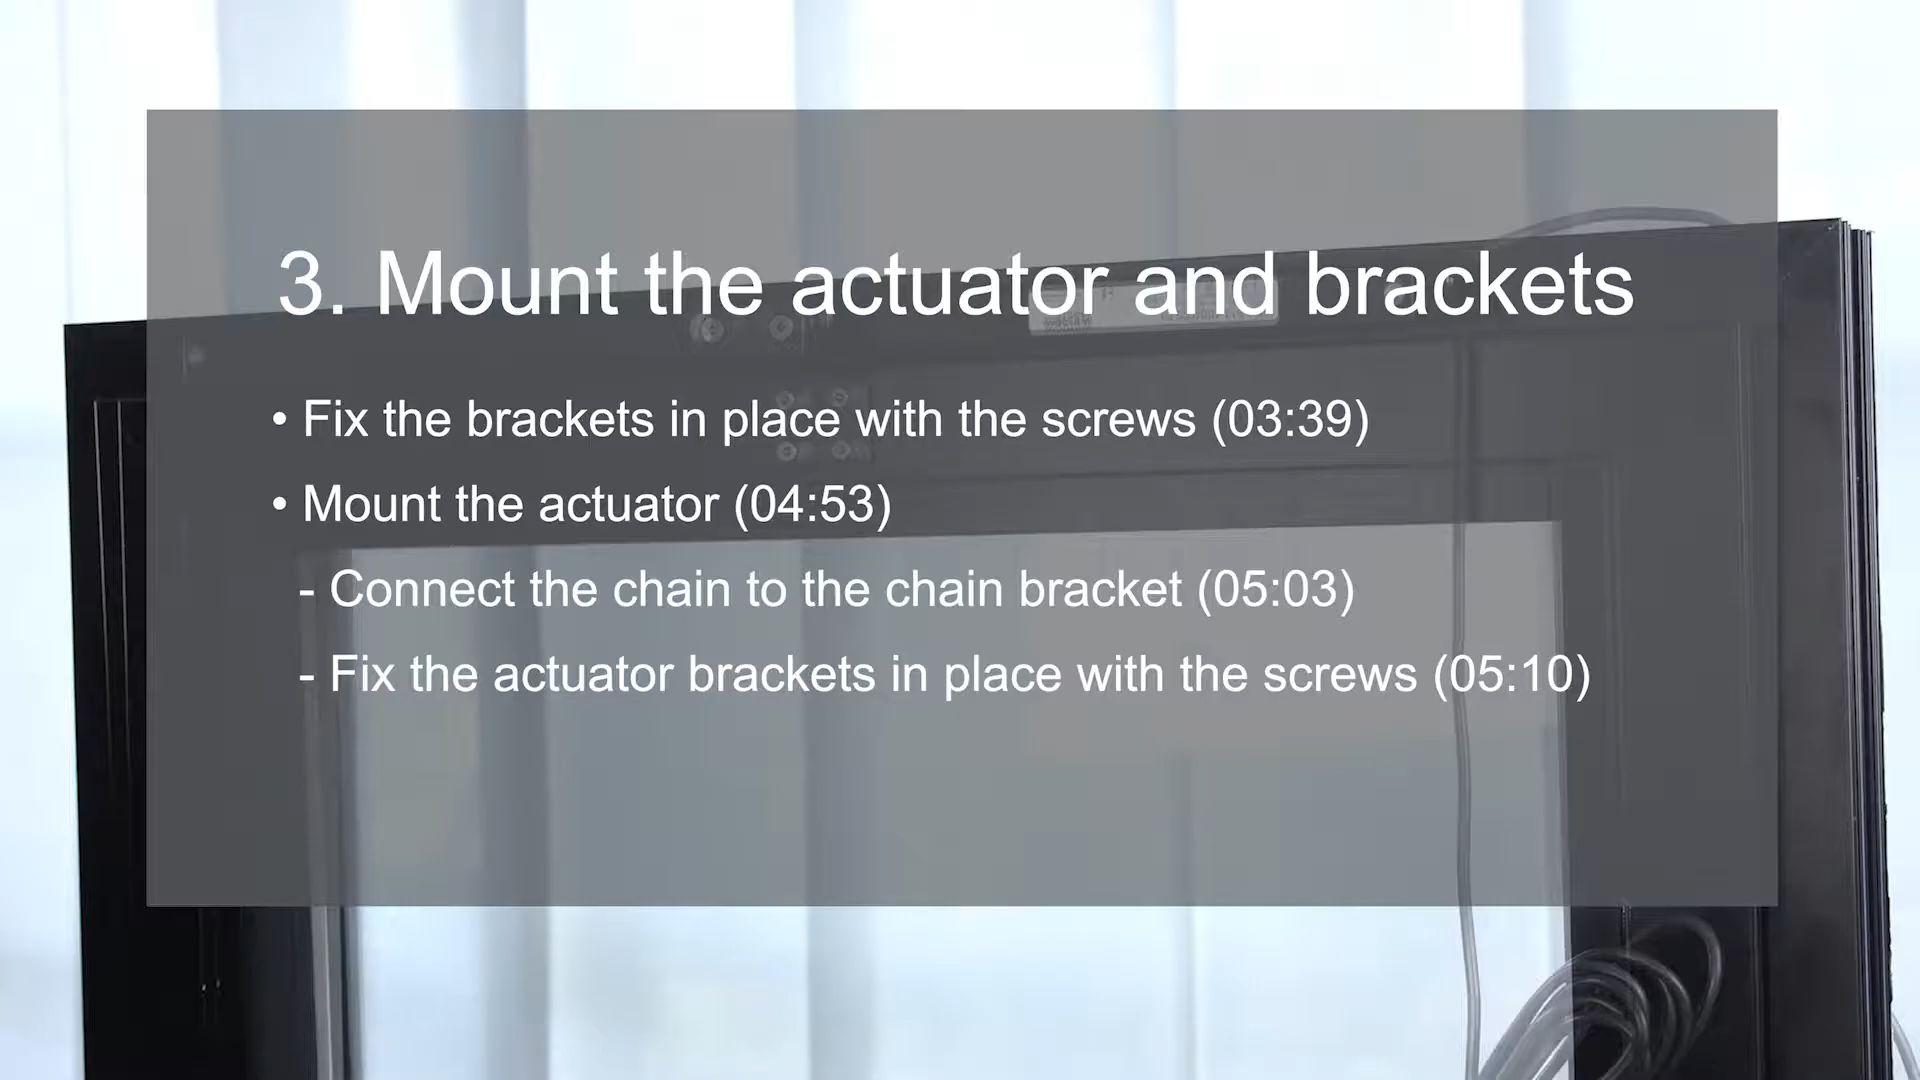 3. Mount the actuator and brackets
• Fix the brackets in place with the screws (03:39)
• Mount the actuator (04:53)
- Connect the chain to the chain bracket (05:03)
- Fix the actuator brackets in place with the screws (05:10)